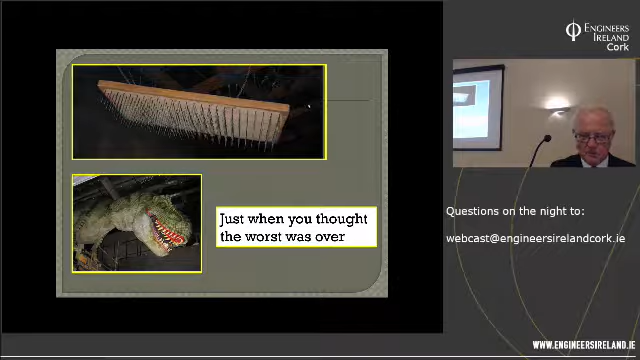 ENGINEERS
IRELAND
Cork
Just when you thought
the worst was over
Questions on the night to:
webcast@engineersirelandcork.ie
WWW.ENGINEERSIRELAND.IE